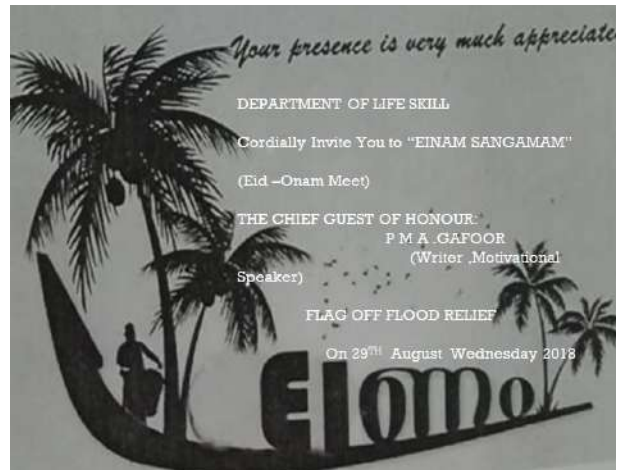 Your presence is very much appreciate
DEPARTMENT OF LIFE SKILL
Cordially Invite You to “EINAM SANGAMAM”
(Eid –Onam Meet)
THE CHIEF GUEST OF HONOUR:
P M A .GAFOOR
(Writer ,Motivational
Speaker)
FLAG OFF FLOOD RELIEF
On 29TH August Wednesday 2018